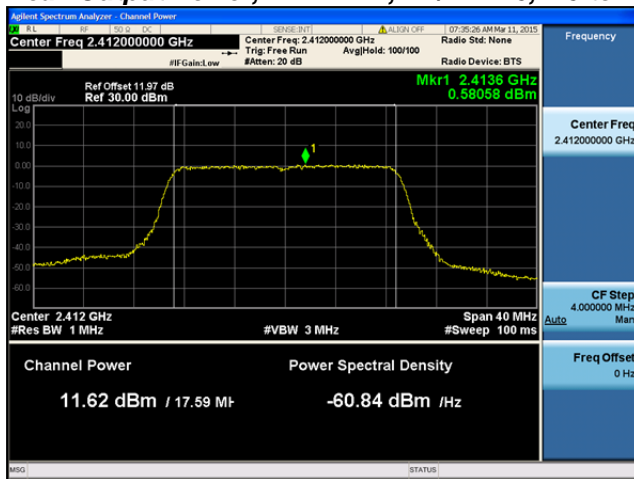 Agilent Spectrum Analyzer - Channel Power
RL RF 50 Ω DC SENSE:INT ALIGN OFF 07:35:26 AM Mar 11, 2015
Center Freq 2.412000000 GHz Center Freq: 2.412000000 GHz Radio Std: None
Trig: Free Run Avg|Hold: 100/100
#IFGain:Low #Atten: 20 dB Radio Device: BTS
Frequency
Mkr1 2.4136 GHz
0.58058 dBm
Ref Offset 11.97 dB
10 dB/div Ref 30.00 dBm
Log
20.0
10.0
0.00
-10.0
-20.0
-30.0
-40.0
-50.0
-60.0
1
Center Freq
2.412000000 GHz
Center 2.412 GHz Span 40 MHz
#Res BW 1 MHz #VBW 3 MHz #Sweep 100 ms
CF Step
4.000000 MHz
Auto Man
Channel Power Power Spectral Density
11.62 dBm / 17.59 MH -60.84 dBm /Hz
Freq Offset
0 Hz
MSG STATUS